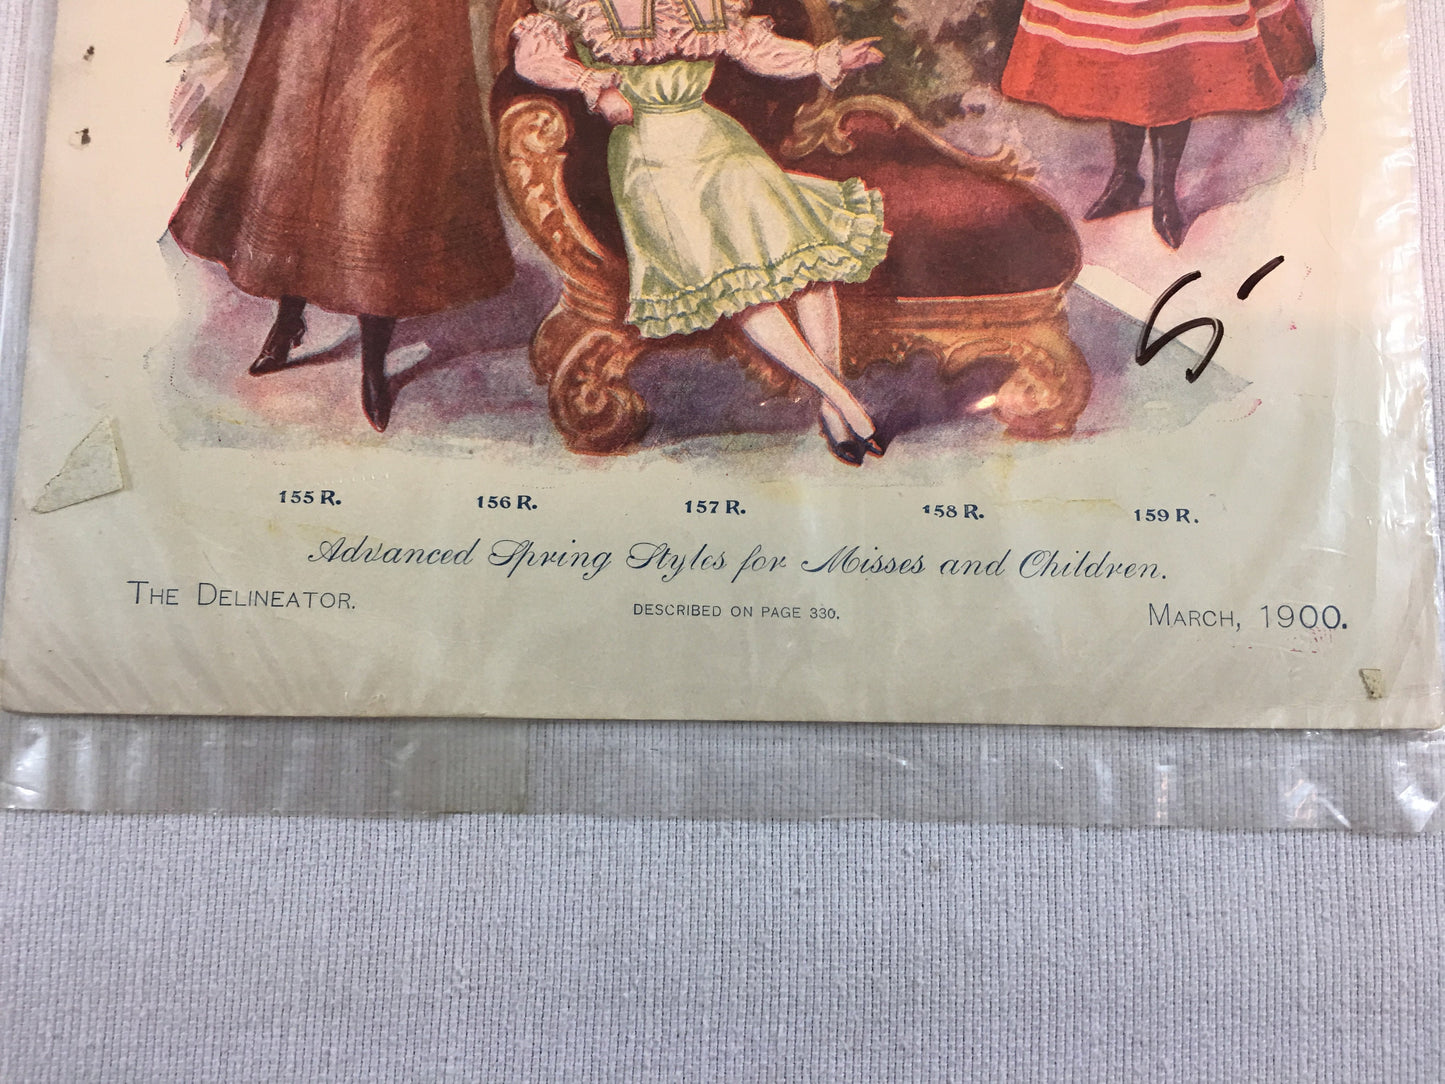 5-
155 R. 156 R. 157 R. 158 R. 159 R.
Advanced Spring Styles for Misses and Children.
THE DELINEATOR. DESCRIBED ON PAGE 330. MARCH, 1900.